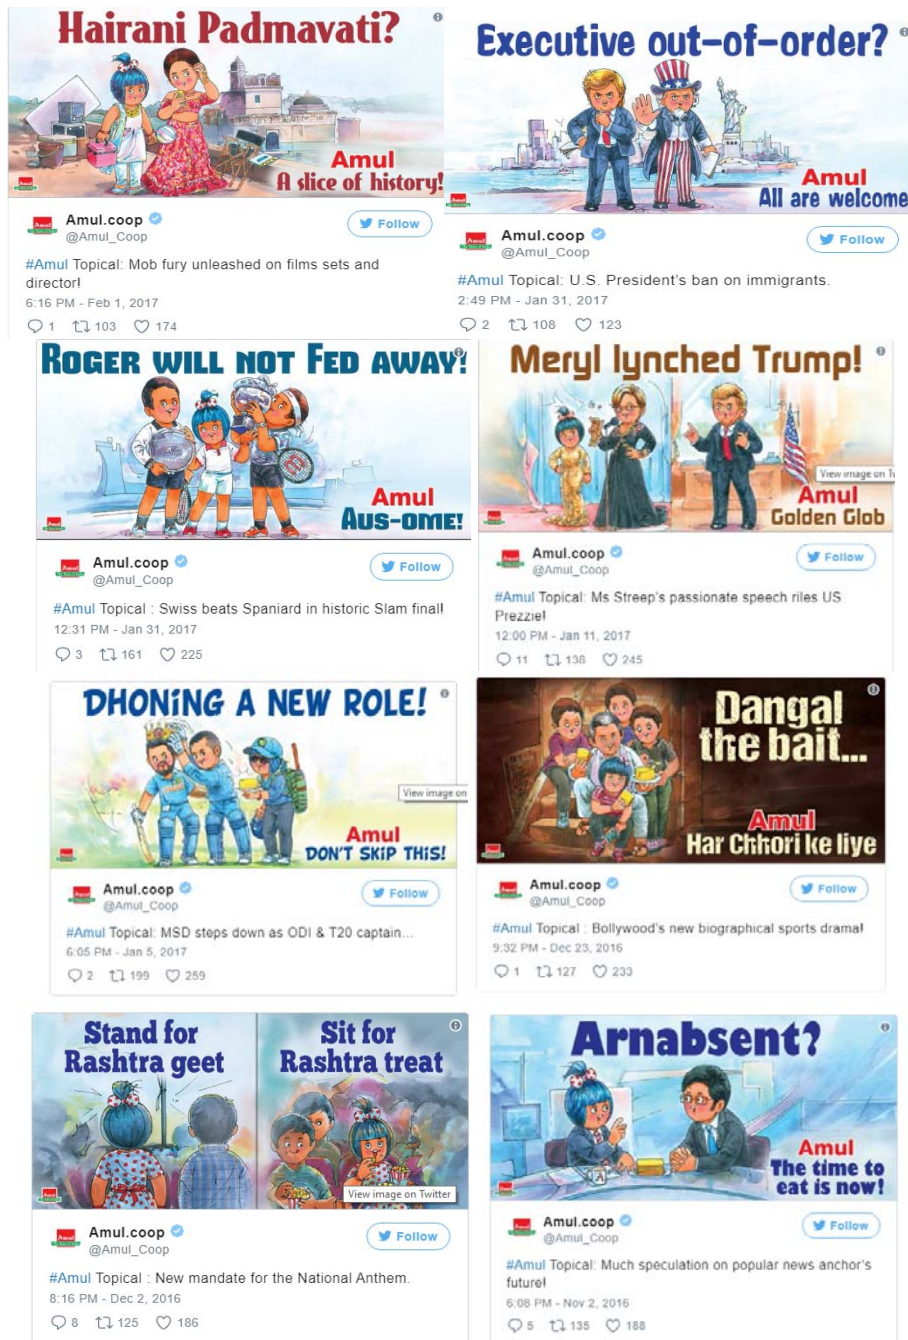 Hairani Padmavati?
Amul
A slice of history!
Amul.coop
@Amul_Coop
Follow
#Amul Topical: Mob fury unleashed on films sets and
director!
6:16 PM - Feb 1, 2017
1 103 174
Executive out-of-order?
Amul
All are welcome
Amul.coop
@Amul_Coop
Follow
#Amul Topical: U.S. President's ban on immigrants.
2:49 PM - Jan 31, 2017
2 108 123
ROGER WILL NOT FED AWAY!
Amul
AUS-OME!
Amul.coop
@Amul_Coop
Follow
#Amul Topical : Swiss beats Spaniard in historic Slam final!
12:31 PM - Jan 31, 2017
3 161 225
Meryl lynched Trump!
View image on Tw
Amul
Golden Glob
Amul.coop
@Amul_Coop
Follow
#Amul Topical: Ms Streep's passionate speech riles US
Prezzie!
12:00 PM - Jan 11, 2017
11 138 245
DHONiNG A NEW ROLE!
View image on
Amul
DON'T SKiP THiS!
Amul.coop
@Amul_Coop
Follow
#Amul Topical: MSD steps down as ODI & T20 captain...
6:05 PM - Jan 5, 2017
2 199 259
Dangal
the bait...
Amul
Har Chhori ke liye
Amul.coop
@Amul_Coop
Follow
#Amul Topical : Bollywood's new biographical sports drama!
9:32 PM - Dec 23, 2016
1 127 233
Stand for
Rashtra geet
Sit for
Rashtra treat
View image on Twitter
Amul.coop
@Amul_Coop
Follow
#Amul Topical : New mandate for the National Anthem.
8:16 PM - Dec 2, 2016
8 125 186
Arnabsent?
A
Amul
The time to
eat is now!
Amul.coop
@Amul_Coop
Follow
#Amul Topical: Much speculation on popular news anchor's
future!
6:08 PM - Nov 2, 2016
5 135 188